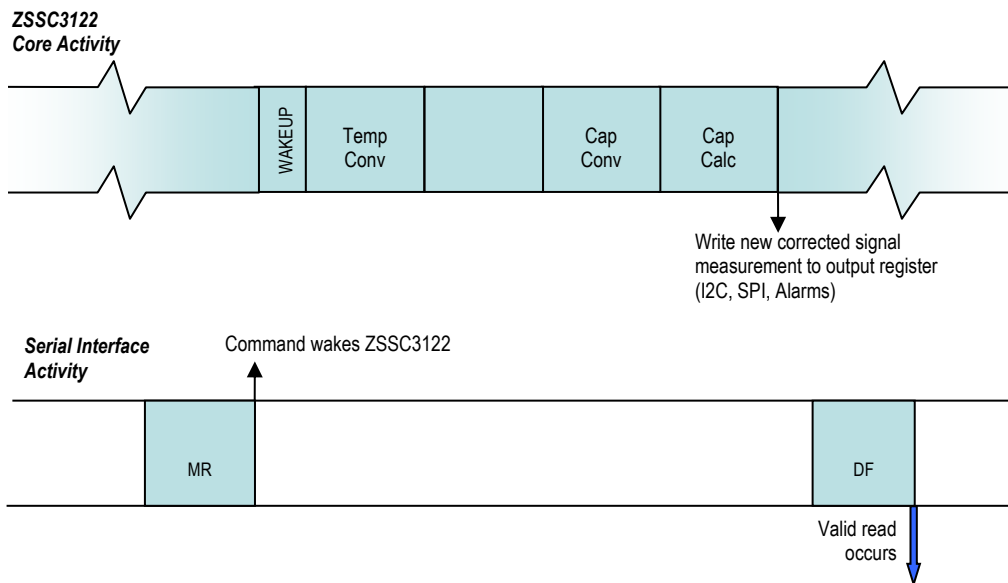 ZSSC3122
Core Activity
WAKEUP
Temp
Conv
Cap
Conv
Cap
Calc
Write new corrected signal
measurement to output register
(I2C, SPI, Alarms)
Serial Interface
Activity
Command wakes ZSSC3122
MR
DF
Valid read
occurs